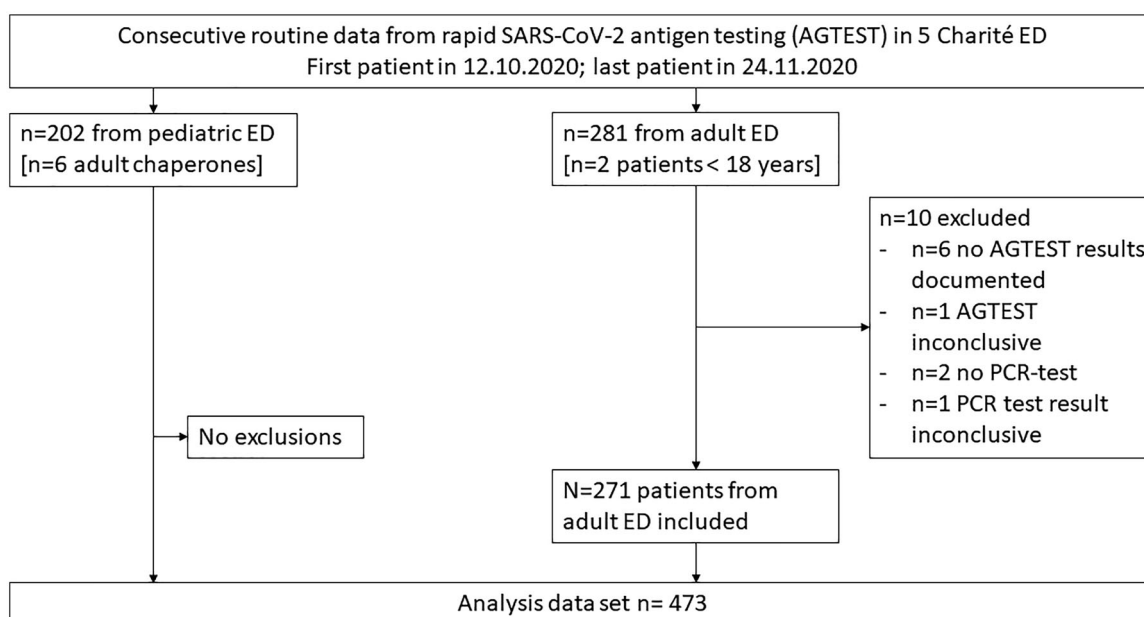 Consecutive routine data from rapid SARS-CoV-2 antigen testing (AGTEST) in 5 Charité ED
First patient in 12.10.2020; last patient in 24.11.2020
n=202 from pediatric ED
[n=6 adult chaperones]
n=281 from adult ED
[n=2 patients < 18 years]
n=10 excluded
- n=6 no AGTEST results
documented
- n=1 AGTEST
inconclusive
- n=2 no PCR-test
- n=1 PCR test result
inconclusive
No exclusions
N=271 patients from
adult ED included
Analysis data set n= 473